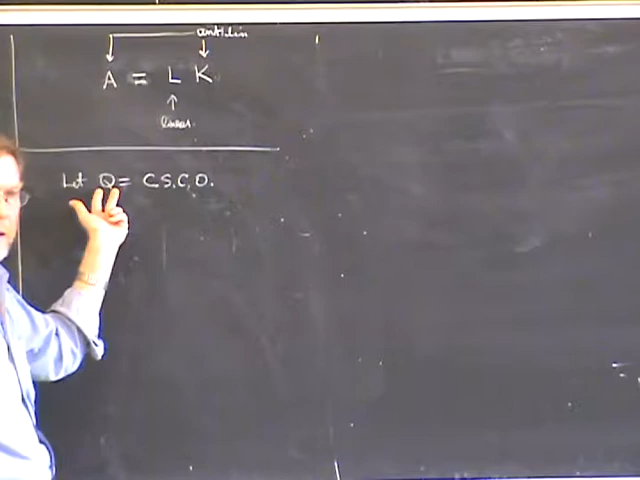 antilin
A = L K
linear
Let Q = C.S.C.O.